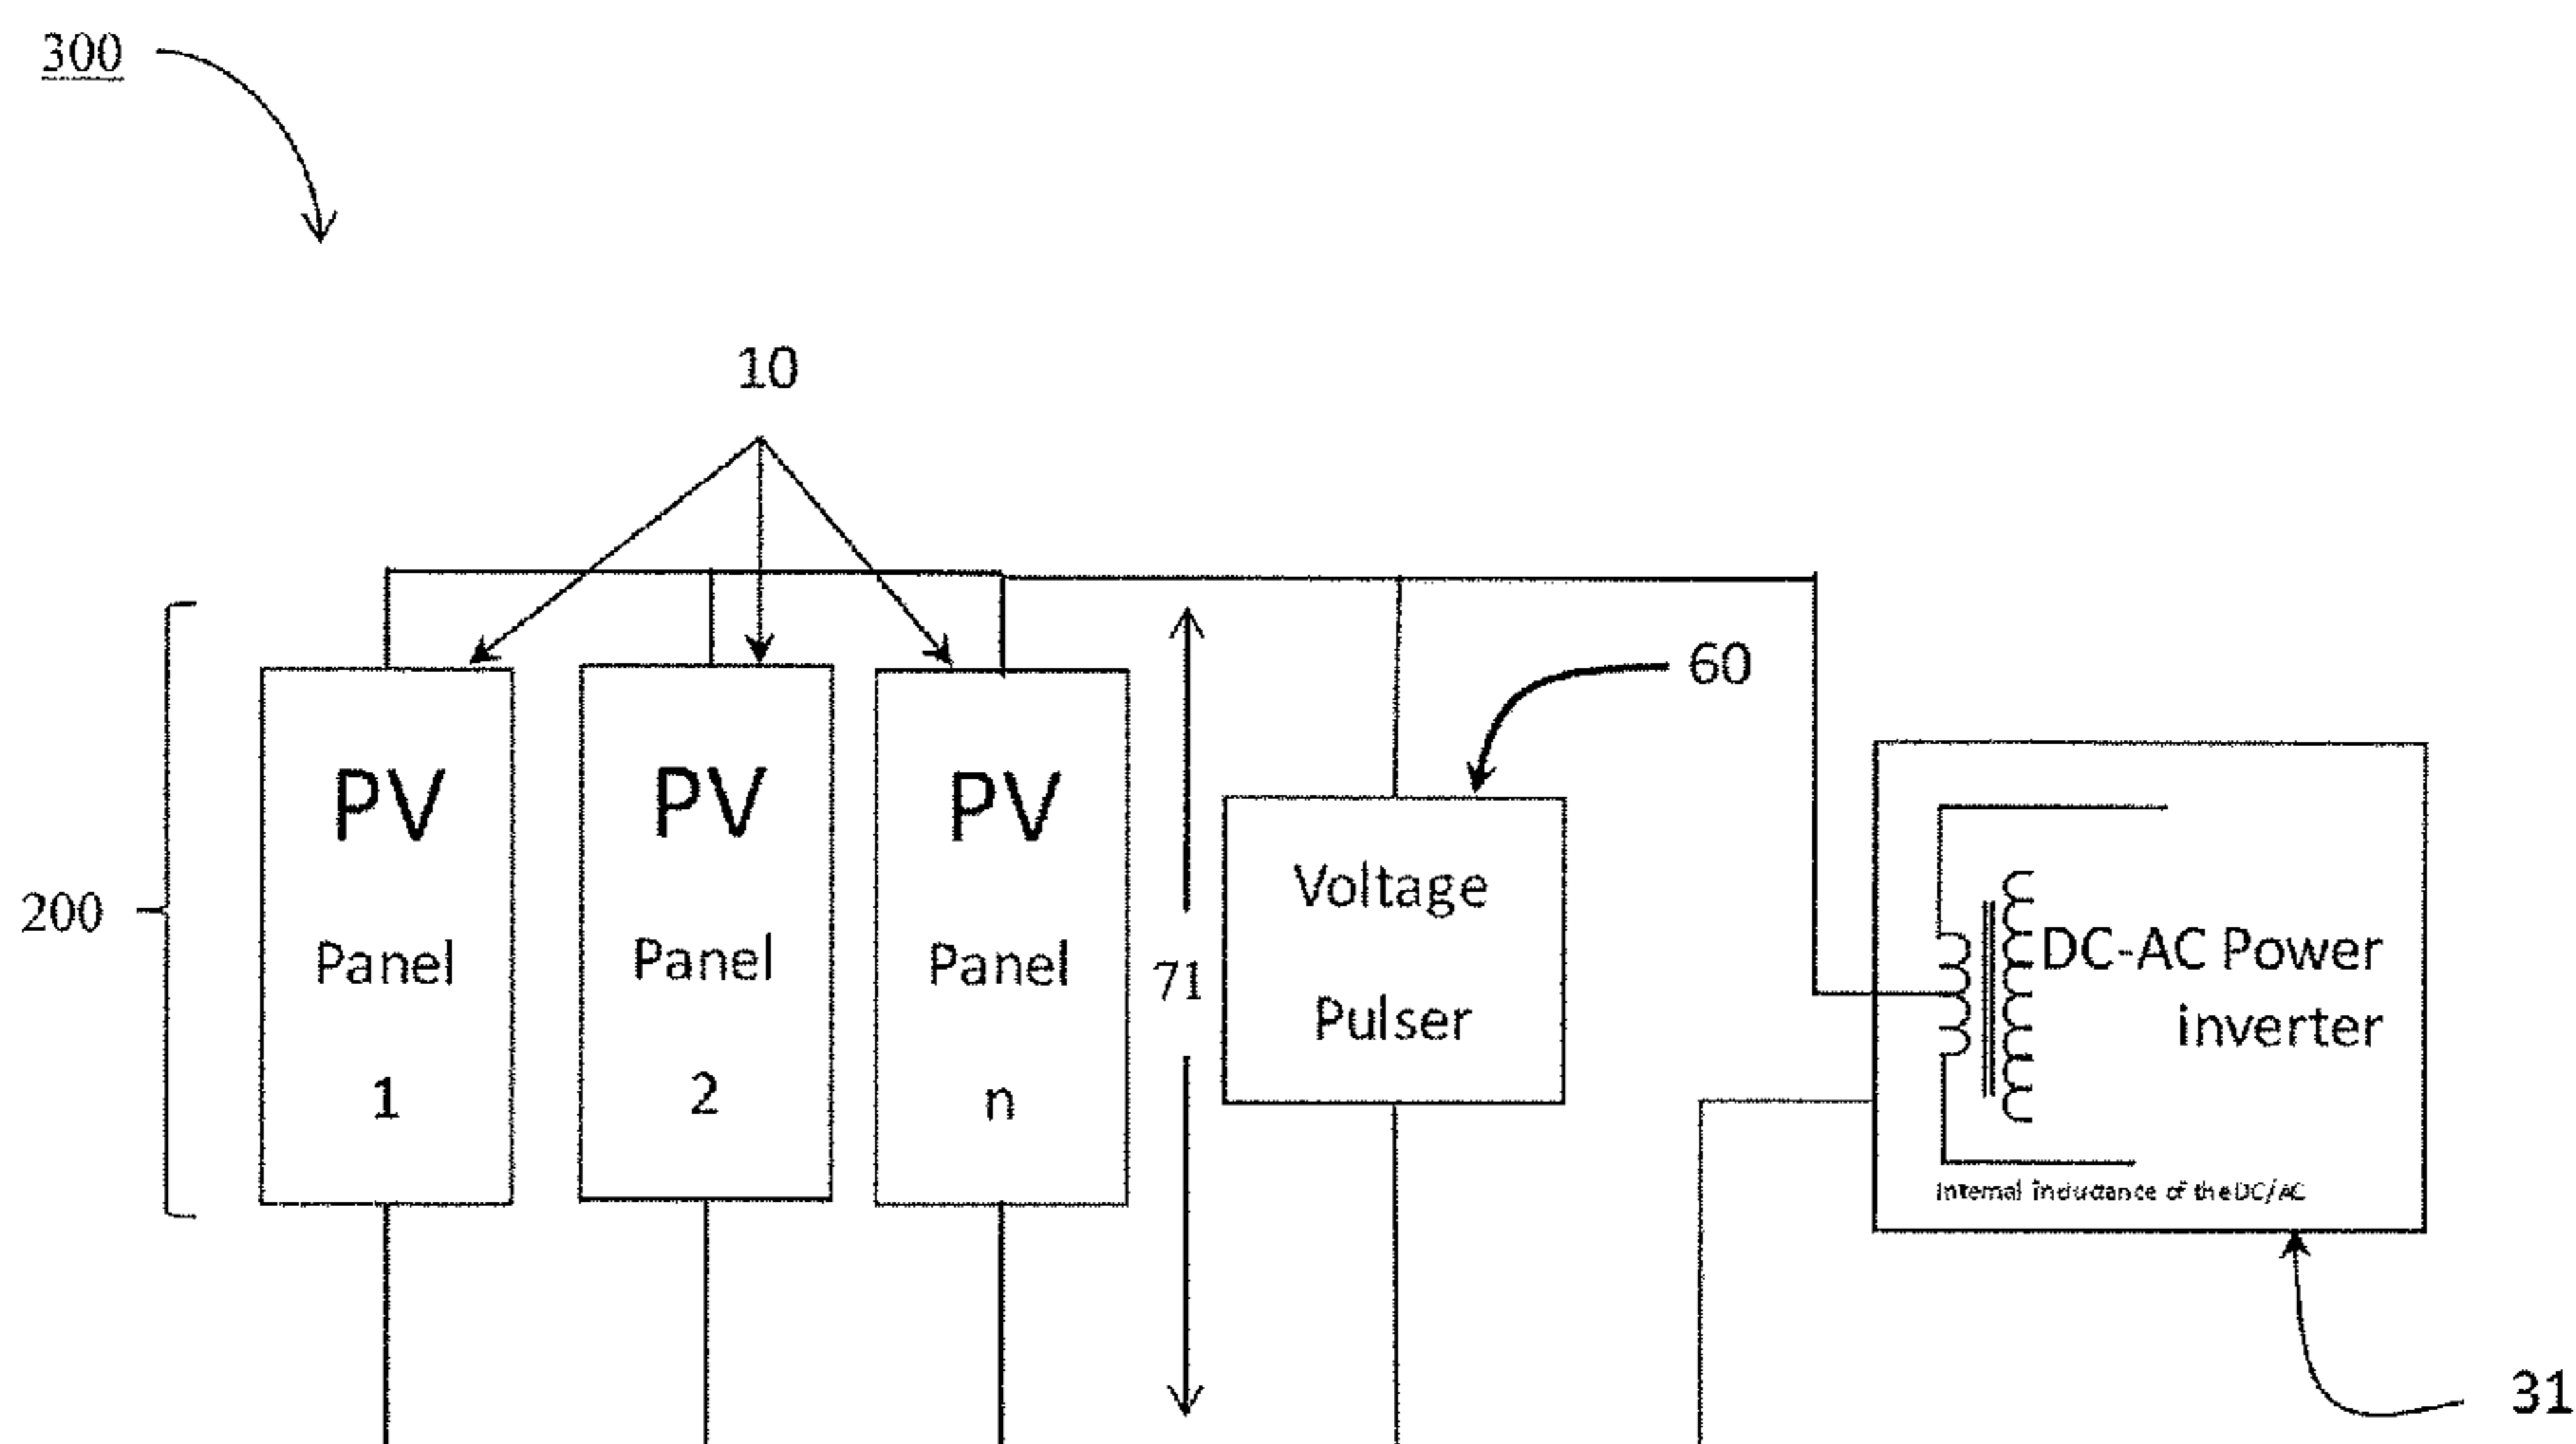 300
10
60
PV
Panel
1
PV
Panel
2
PV
Panel
n
200
71
Voltage
Pulser
DC-AC Power
inverter
Internal inductance of the DC/AC
31